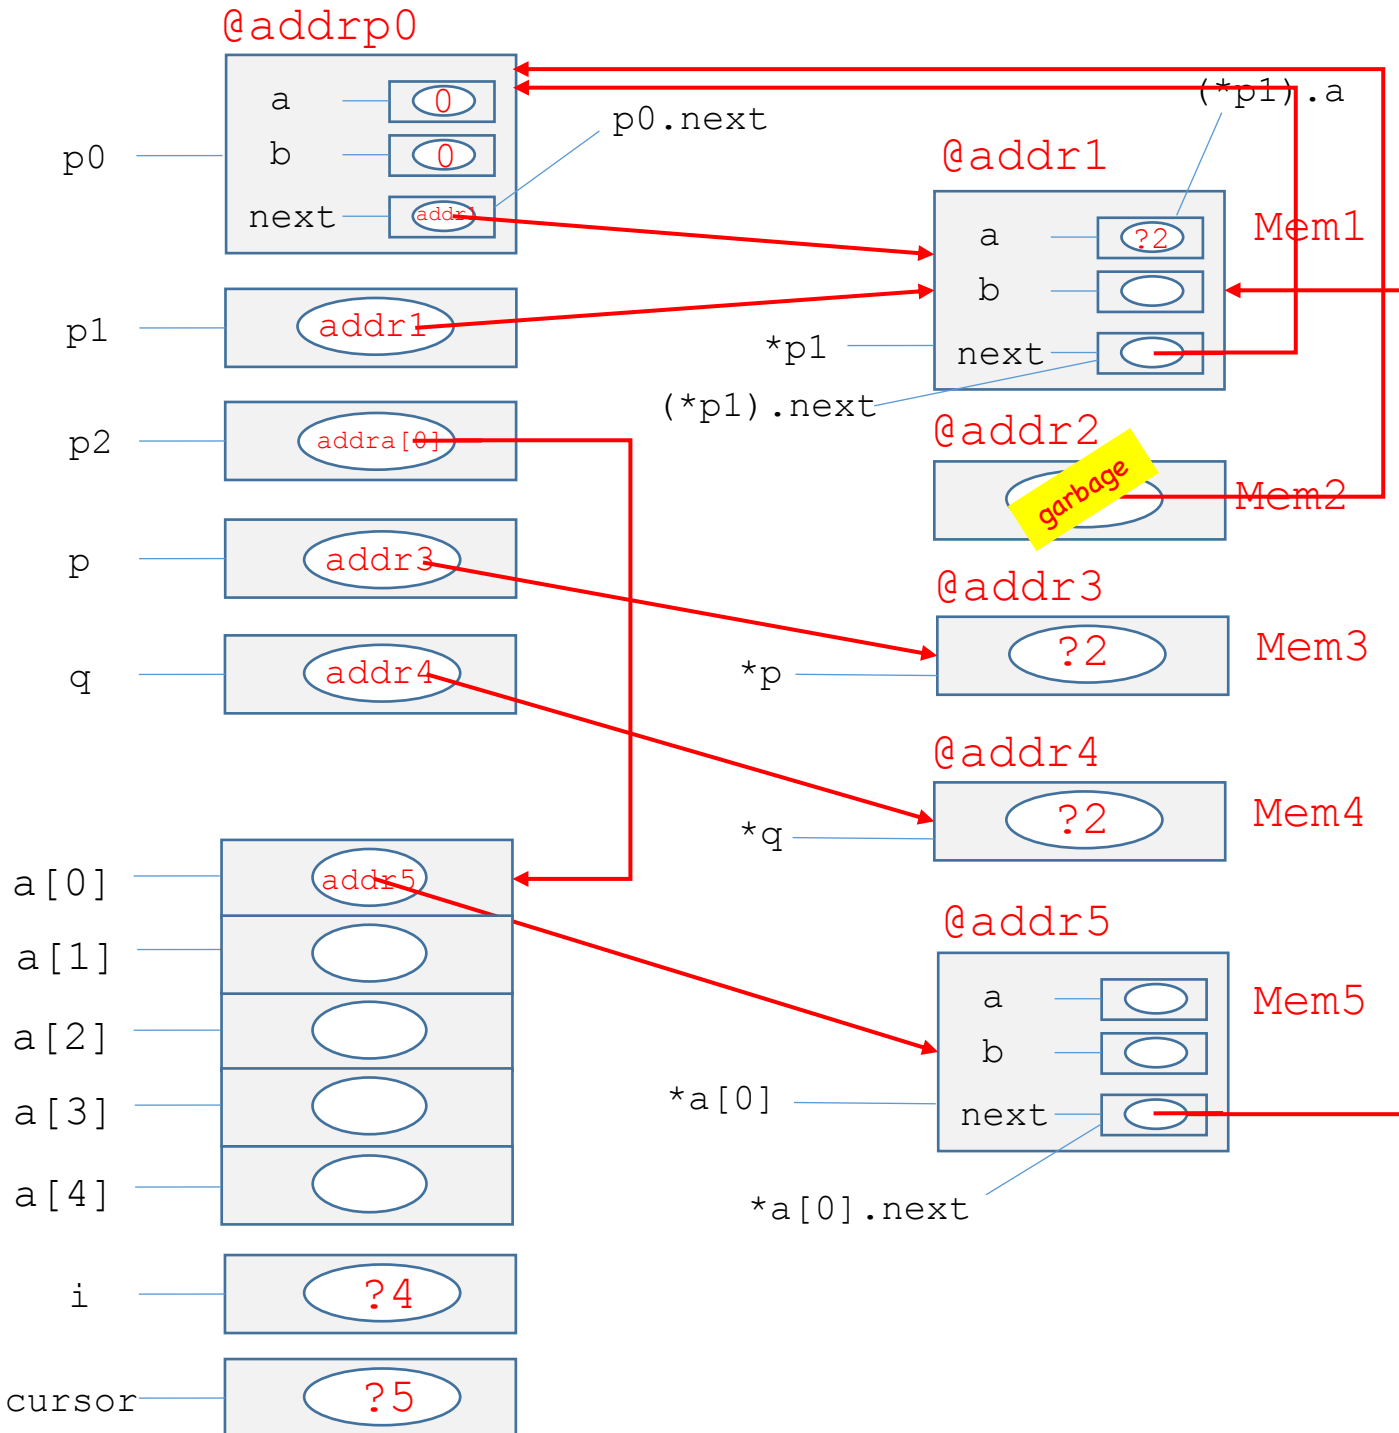 @addrp0
a
0
b
0
next
addr1
p0
p0.next
(*p1).a
@addr1
a
?2
b
next
Mem1
p1
addr1
*p1
(*p1).next
p2
addra[0]
@addr2
garbage
Mem2
p
addr3
@addr3
?2
Mem3
*p
q
addr4
@addr4
?2
Mem4
*q
a[0]
addr5
a[1]
a[2]
a[3]
a[4]
@addr5
a
b
next
Mem5
*a[0]
*a[0].next
i
?4
cursor
?5